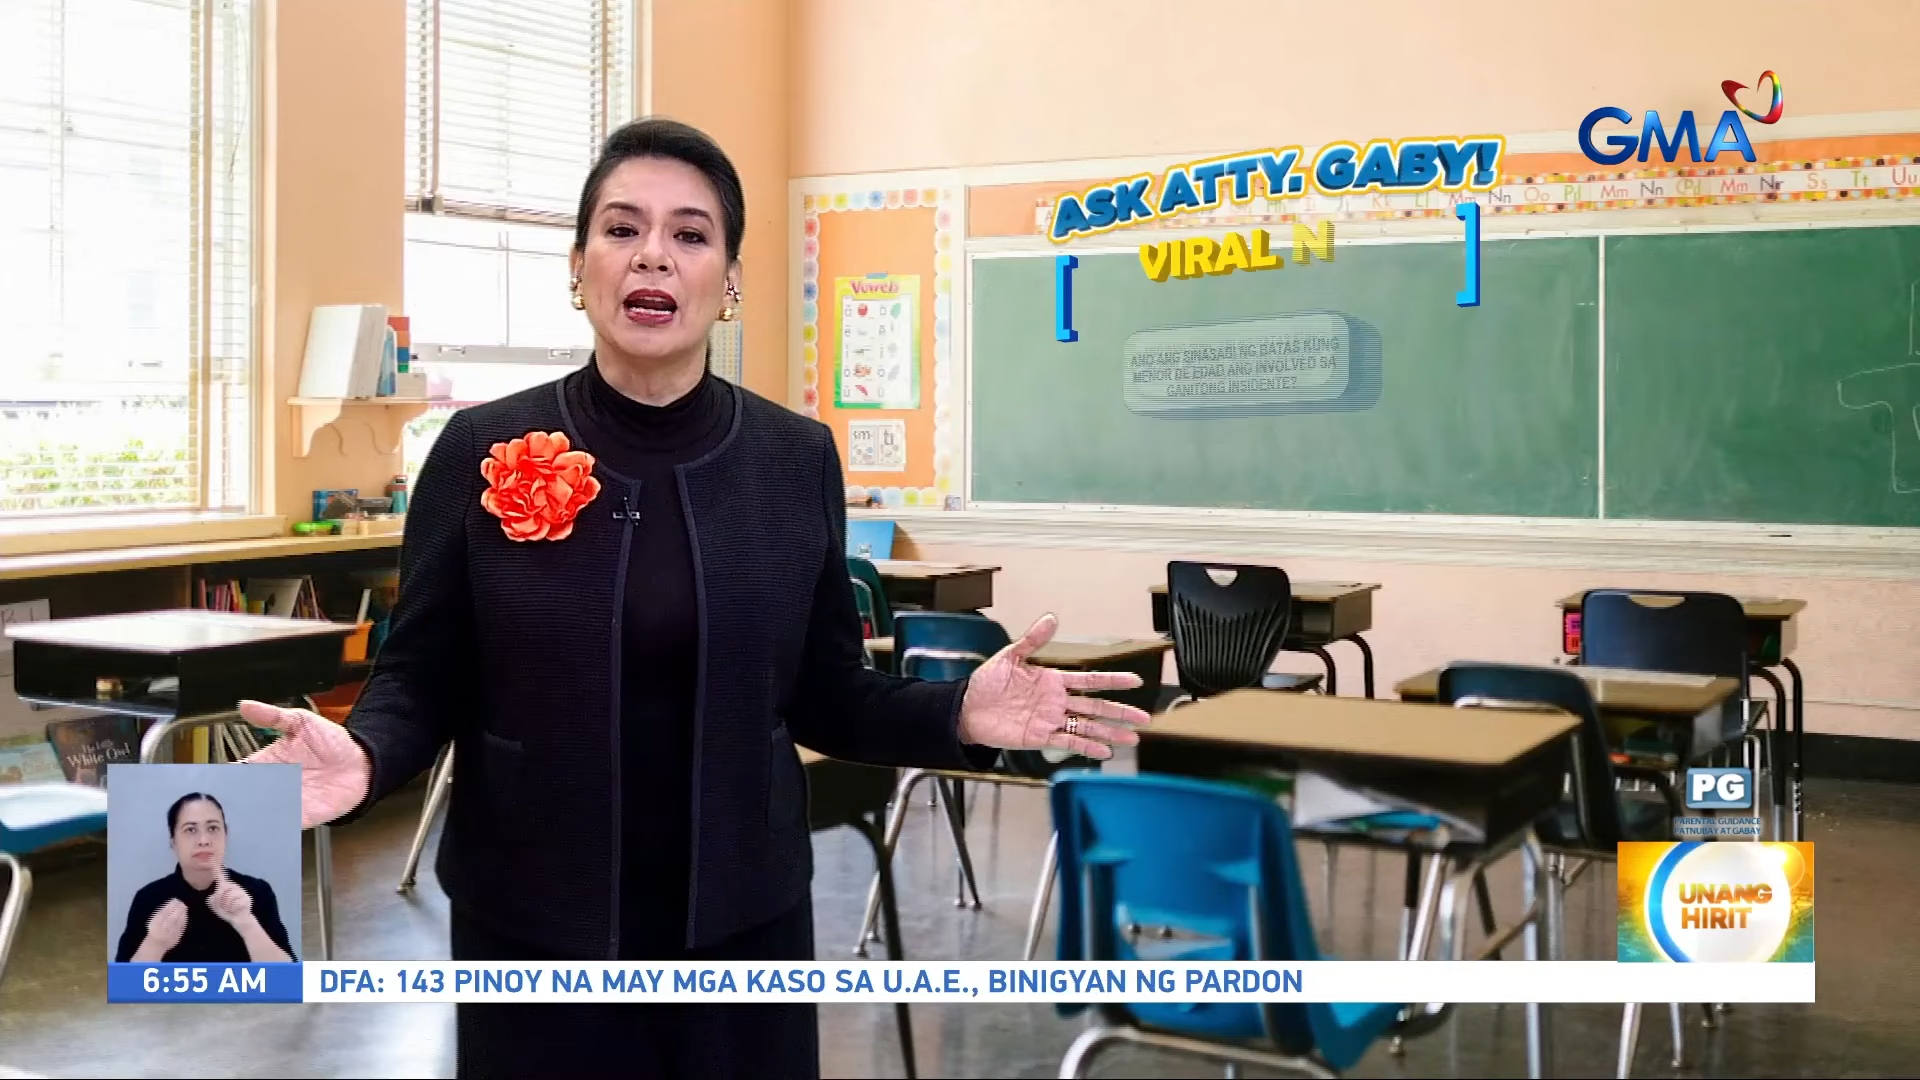 GMA
ASK ATTY. GABY!
VIRAL N
ANO ANG SINASABI NG BATAS KUNG
MENOR DE EDAD ANG INVOLVED SA
GANITONG INSIDENTE?
Vowels
White Owl
PG
PARENTAL GUIDANCE
PATNUBAY AT GABAY
UNANG
HIRIT
6:55 AM
DFA: 143 PINOY NA MAY MGA KASO SA U.A.E., BINIGYAN NG PARDON